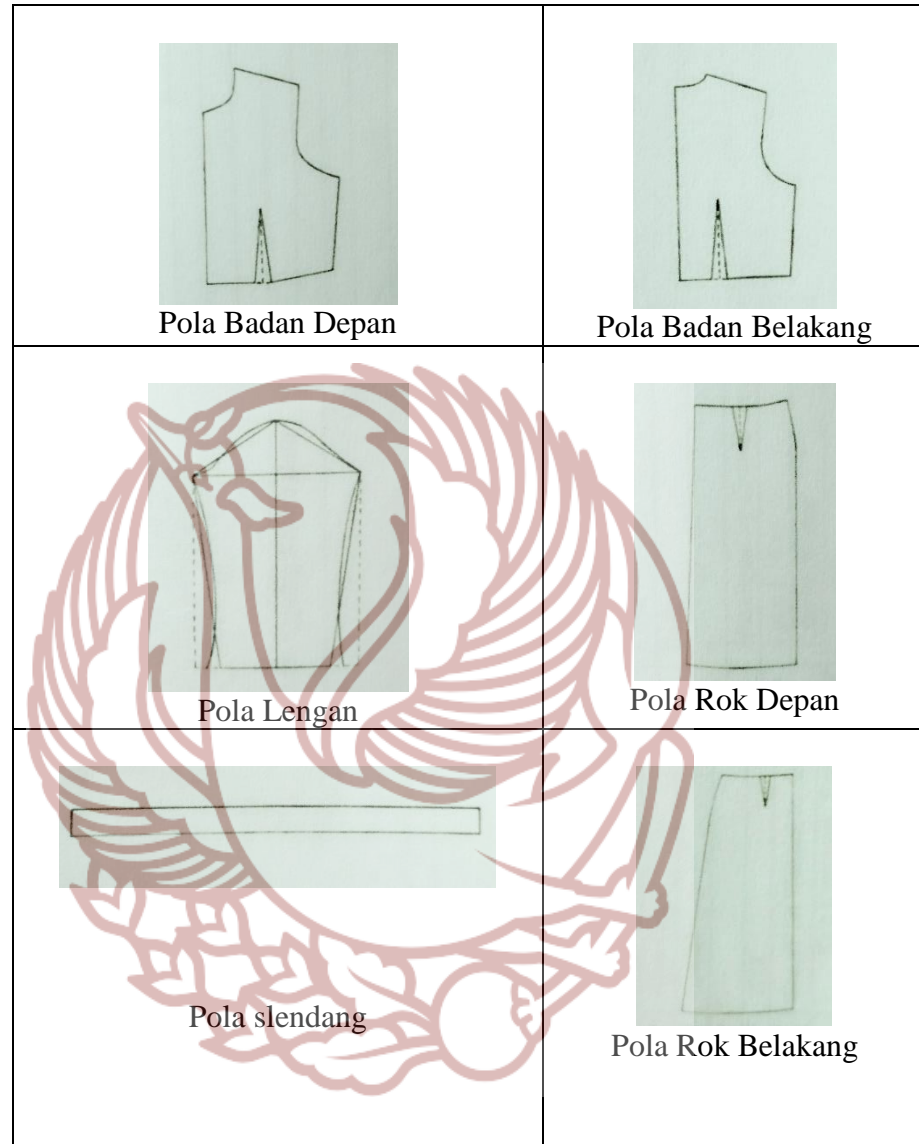 Pola Badan Depan
Pola Badan Belakang
Pola Lengan
Pola Rok Depan
Pola slendang
Pola Rok Belakang